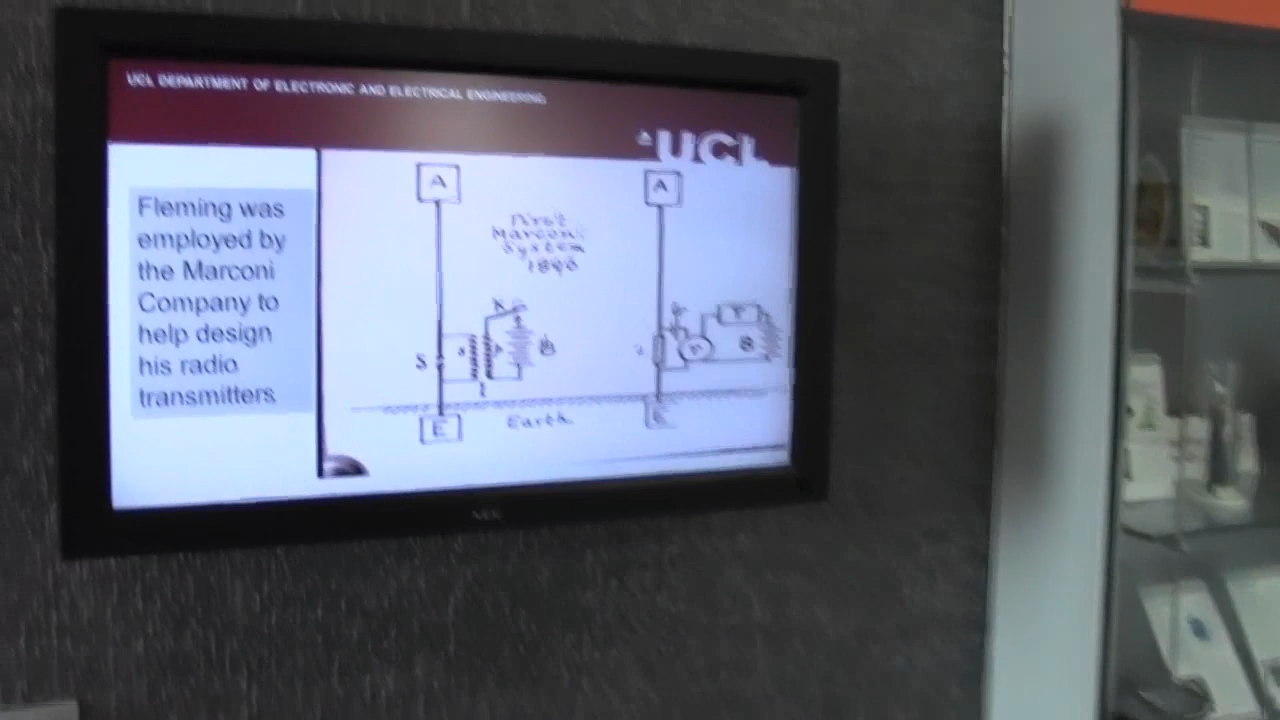 UCL DEPARTMENT OF ELECTRONIC AND ELECTRICAL ENGINEERING
UCL
Fleming was
employed by
the Marconi
Company to
help design
his radio
transmitters
A
A
First
Marconi
System
K
B
S
B
Earth
E
E
NEC